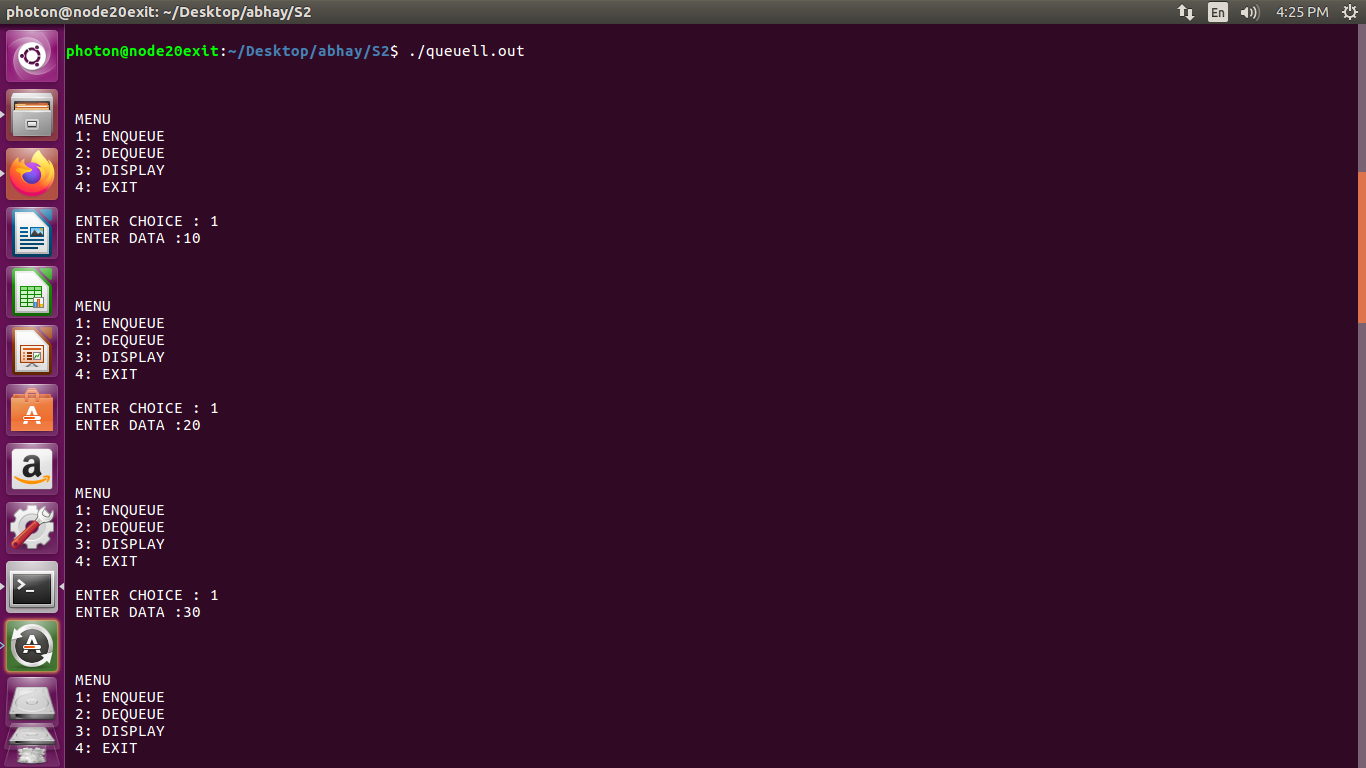 photon@node20exit: ~/Desktop/abhay/S2
En
4:25 PM
photon@node20exit:~/Desktop/abhay/S2$ ./queuell.out
MENU
1: ENQUEUE
2: DEQUEUE
3: DISPLAY
4: EXIT
ENTER CHOICE : 1
ENTER DATA :10
MENU
1: ENQUEUE
2: DEQUEUE
3: DISPLAY
4: EXIT
ENTER CHOICE : 1
ENTER DATA :20
MENU
1: ENQUEUE
2: DEQUEUE
3: DISPLAY
4: EXIT
ENTER CHOICE : 1
ENTER DATA :30
MENU
1: ENQUEUE
2: DEQUEUE
3: DISPLAY
4: EXIT